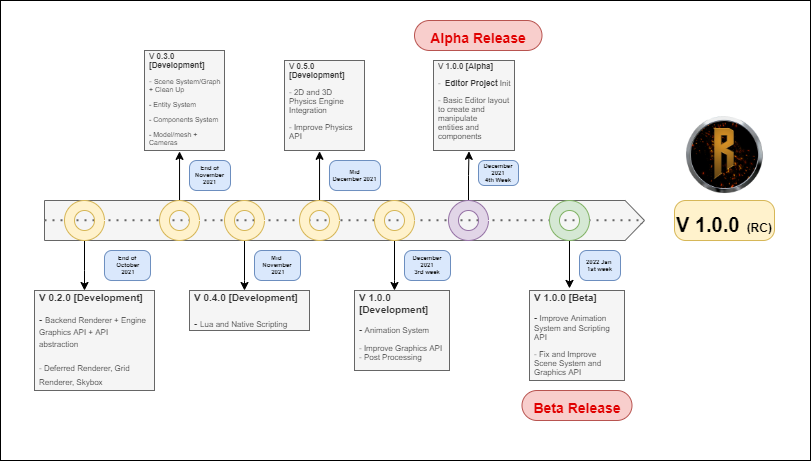 Alpha Release
V 0.3.0
[Development]
- Scene System/Graph
+ Clean Up
- Entity System
- Components System
- Model/mesh +
Cameras
V 0.5.0
[Development]
- 2D and 3D
Physics Engine
Integration
- Improve Physics
API
V 1.0.0 [Alpha]
- Editor Project Init
- Basic Editor layout
to create and
manipulate
entities and
components
End of
November
2021
Mid
December 2021
December
2021
4th Week
R
V 1.0.0 (RC)
End of
October
2021
Mid
November
2021
December
2021
3rd week
2022 Jan
1st week
V 0.2.0 [Development]
- Backend Renderer + Engine
Graphics API + API
abstraction
- Deferred Renderer, Grid
Renderer, Skybox
V 0.4.0 [Development]
- Lua and Native Scripting
V 1.0.0
[Development]
- Animation System
- Improve Graphics API
- Post Processing
V 1.0.0 [Beta]
- Improve Animation
System and Scripting
API
- Fix and Improve
Scene System and
Graphics API
Beta Release